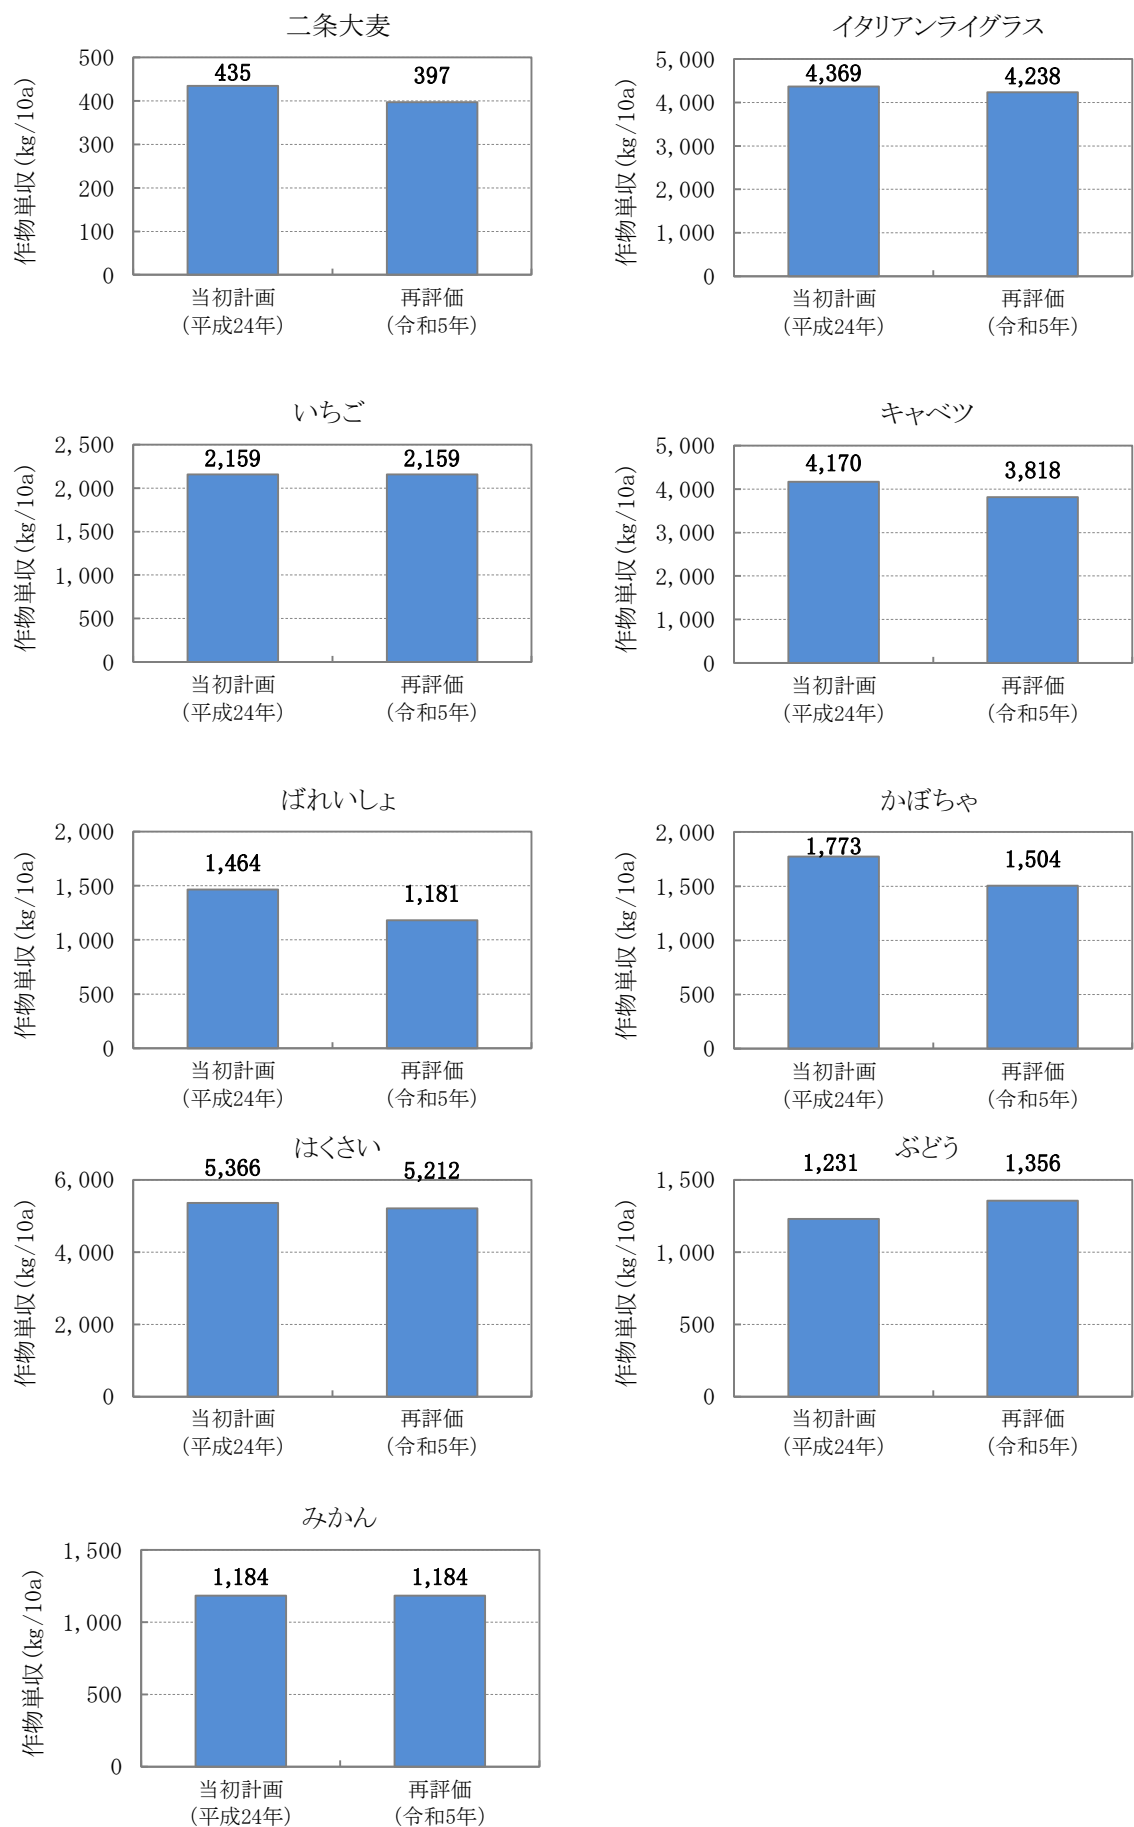 二条大麦
作物単収(kg/10a)
500
400
300
200
100
0
435
397
当初計画
(平成24年)
再評価
(令和5年)
イタリアンライグラス
作物単収(kg/10a)
5,000
4,000
3,000
2,000
1,000
0
4,369
4,238
当初計画
(平成24年)
再評価
(令和5年)
いちご
作物単収(kg/10a)
2,500
2,000
1,500
1,000
500
0
2,159
2,159
当初計画
(平成24年)
再評価
(令和5年)
キャベツ
作物単収(kg/10a)
5,000
4,000
3,000
2,000
1,000
0
4,170
3,818
当初計画
(平成24年)
再評価
(令和5年)
ばれいしょ
作物単収(kg/10a)
2,000
1,500
1,000
500
0
1,464
1,181
当初計画
(平成24年)
再評価
(令和5年)
かぼちゃ
作物単収(kg/10a)
2,000
1,500
1,000
500
0
1,773
1,504
当初計画
(平成24年)
再評価
(令和5年)
はくさい
作物単収(kg/10a)
6,000
4,000
2,000
0
5,366
5,212
当初計画
(平成24年)
再評価
(令和5年)
ぶどう
作物単収(kg/10a)
1,500
1,000
500
0
1,231
1,356
当初計画
(平成24年)
再評価
(令和5年)
みかん
作物単収(kg/10a)
1,500
1,000
500
0
1,184
1,184
当初計画
(平成24年)
再評価
(令和5年)